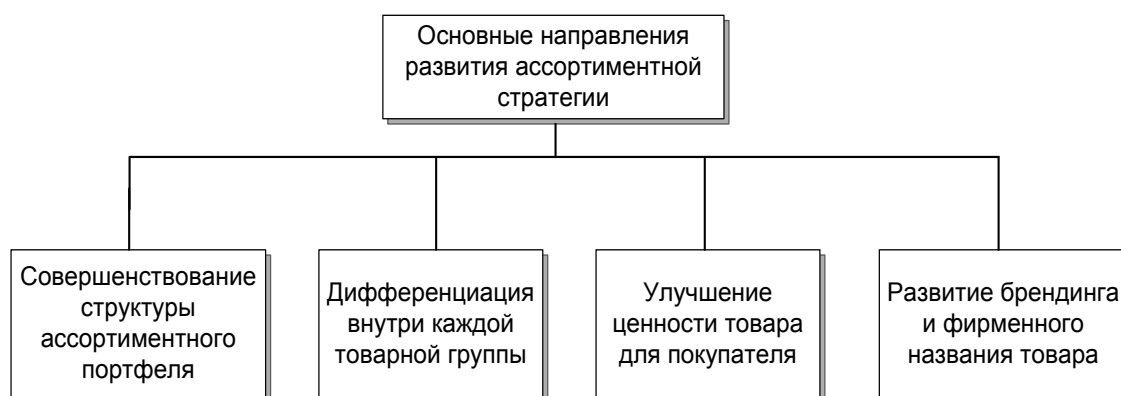 Основные направления
развития ассортиментной
стратегии
Совершенствование
структуры
ассортиментного
портфеля
Дифференциация
внутри каждой
товарной группы
Улучшение
ценности товара
для покупателя
Развитие брендинга
и фирменного
названия товара